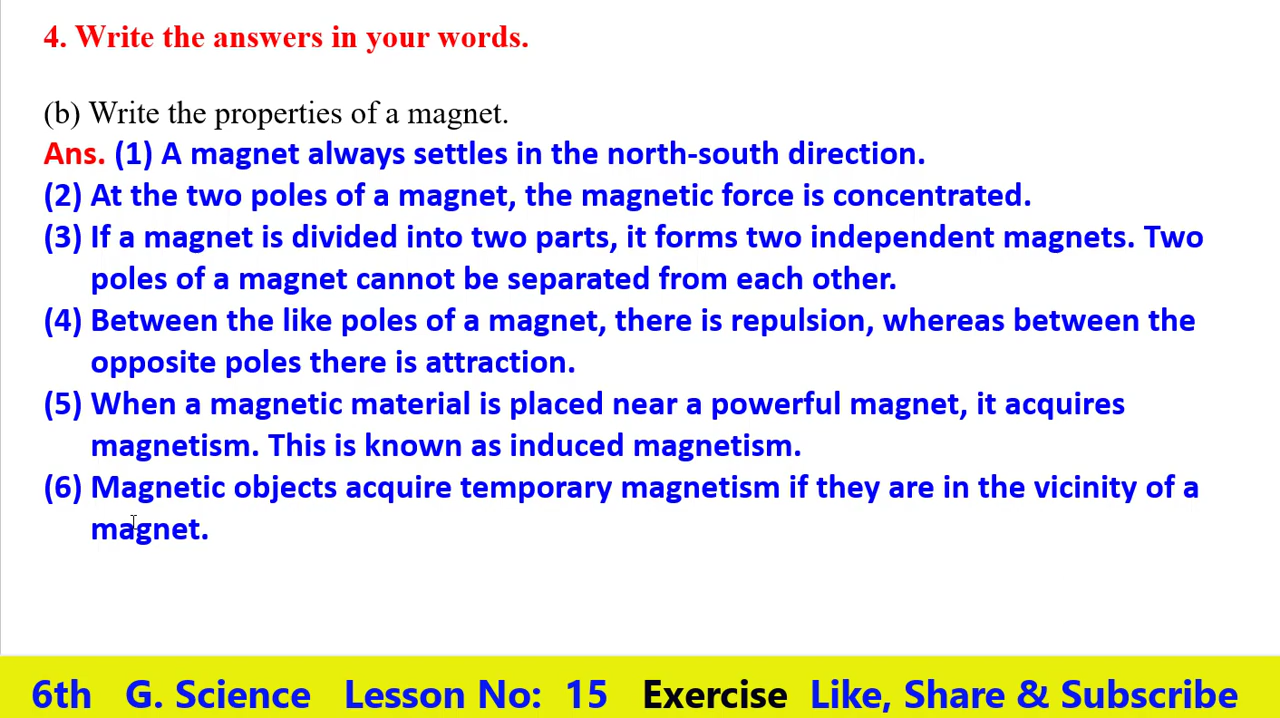 4. Write the answers in your words.
(b) Write the properties of a magnet.
Ans. (1) A magnet always settles in the north-south direction.
(2) At the two poles of a magnet, the magnetic force is concentrated.
(3) If a magnet is divided into two parts, it forms two independent magnets. Two
poles of a magnet cannot be separated from each other.
(4) Between the like poles of a magnet, there is repulsion, whereas between the
opposite poles there is attraction.
(5) When a magnetic material is placed near a powerful magnet, it acquires
magnetism. This is known as induced magnetism.
(6) Magnetic objects acquire temporary magnetism if they are in the vicinity of a
magnet.
6th G. Science Lesson No: 15 Exercise Like, Share & Subscribe